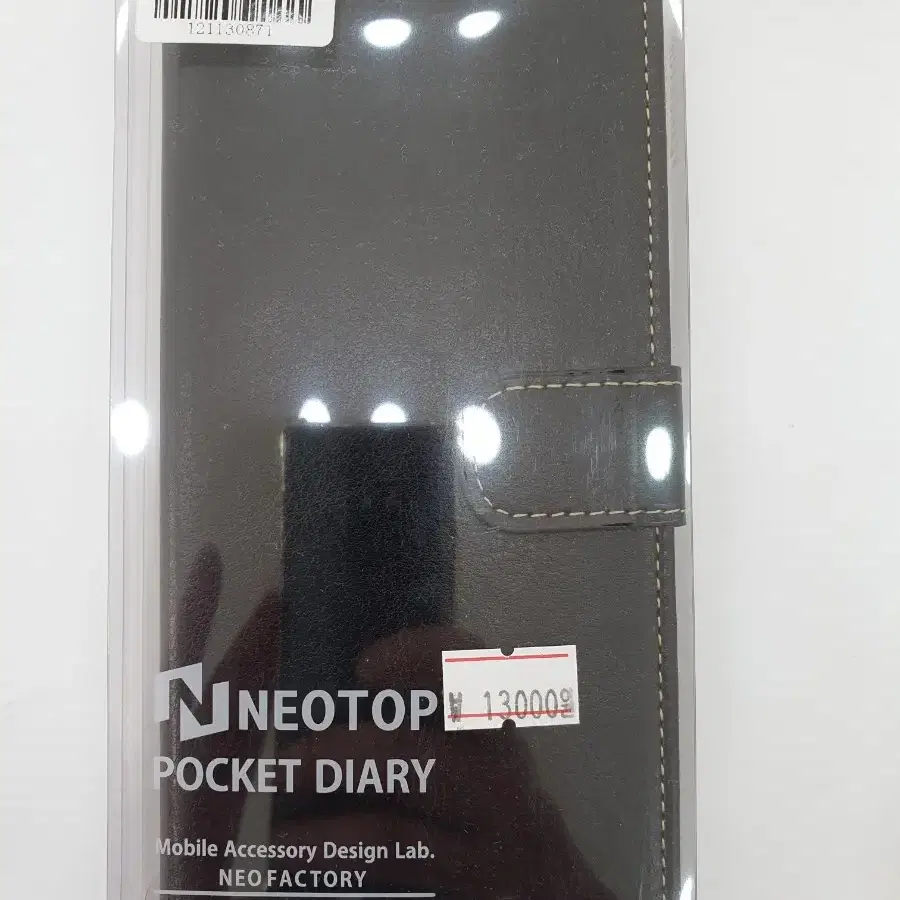 121130871
NEOTOP
₩ 13000원
POCKET DIARY
Mobile Accessory Design Lab.
NEO FACTORY